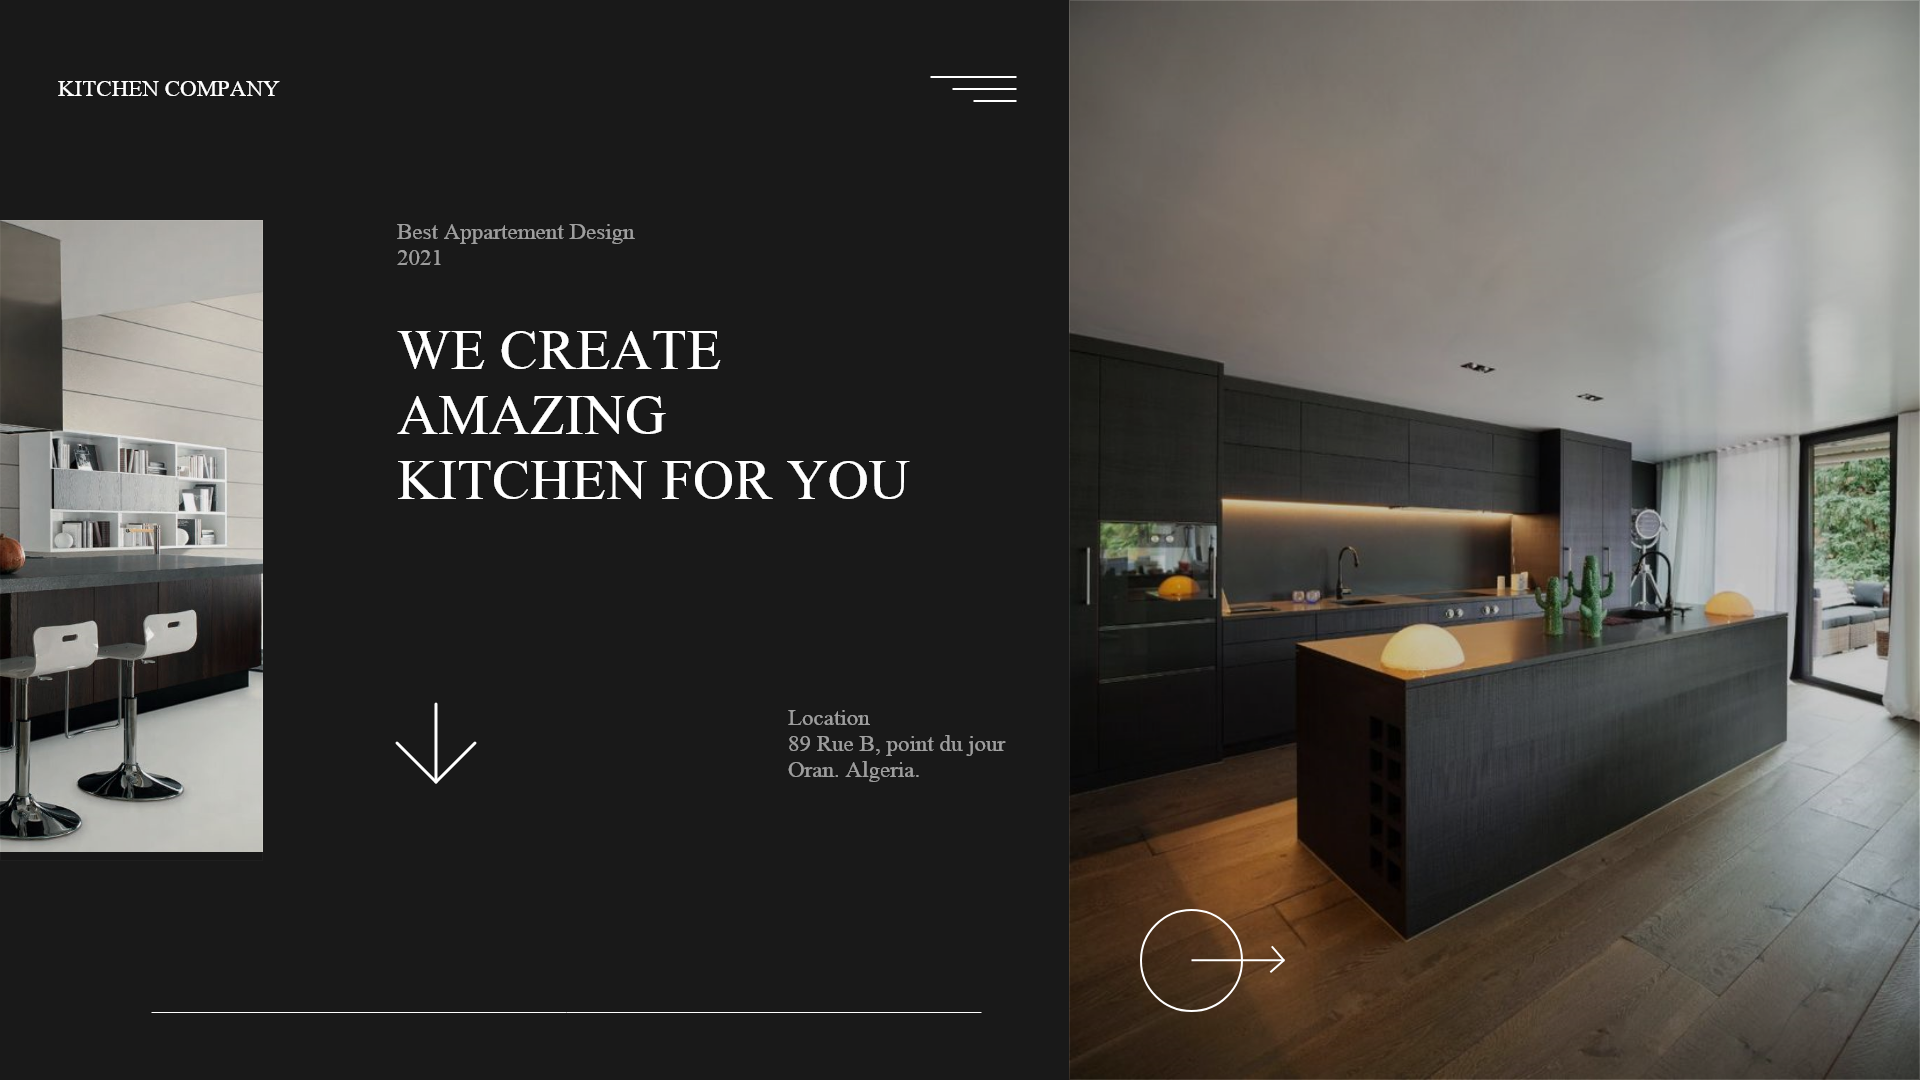 KITCHEN COMPANY
Best Appartement Design
2021
WE CREATE
AMAZING
KITCHEN FOR YOU
Location
89 Rue B, point du jour
Oran. Algeria.